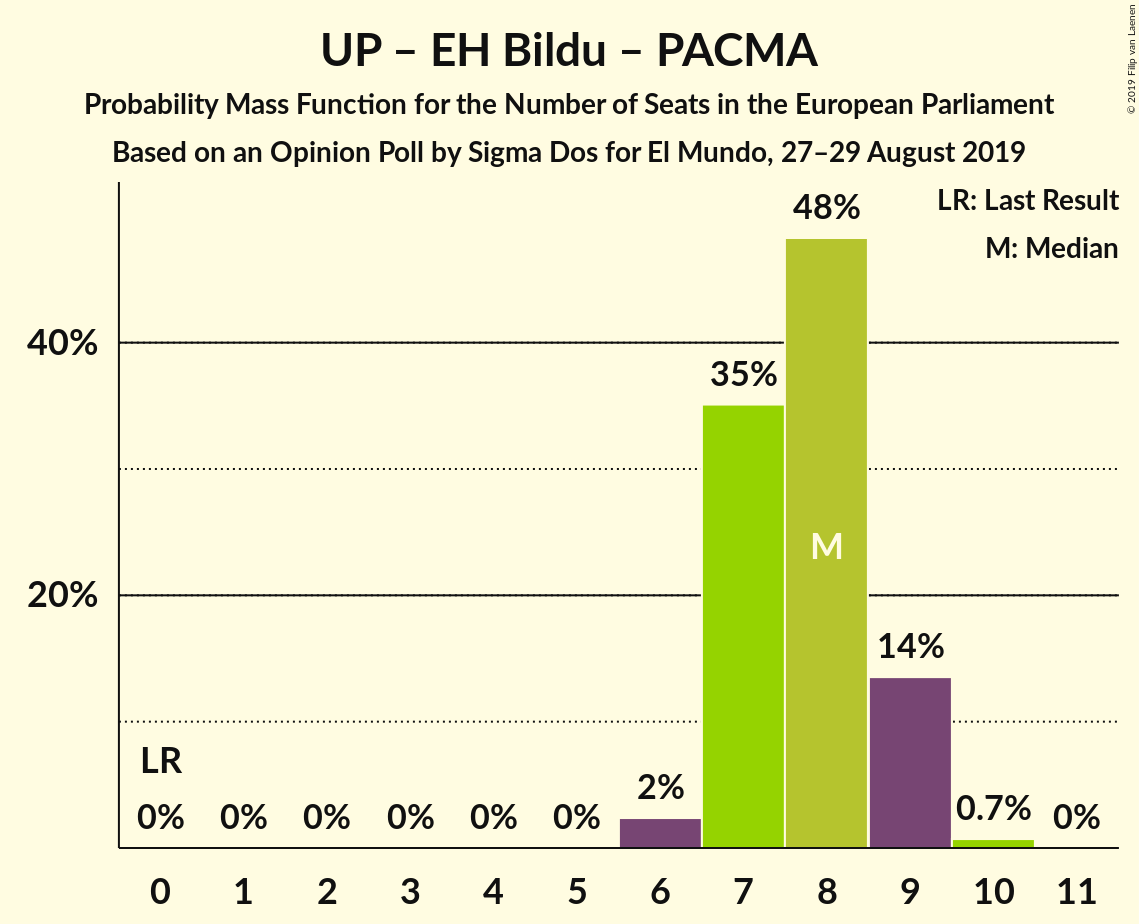 UP – EH Bildu – PACMA
Probability Mass Function for the Number of Seats in the European Parliament
Based on an Opinion Poll by Sigma Dos for El Mundo, 27–29 August 2019
© 2019 Filip van Laenen
LR: Last Result
M: Median
48%
40%
35%
M
20%
14%
LR
0% 0% 0% 0% 0% 0% 2% 0.7% 0%
0 1 2 3 4 5 6 7 8 9 10 11